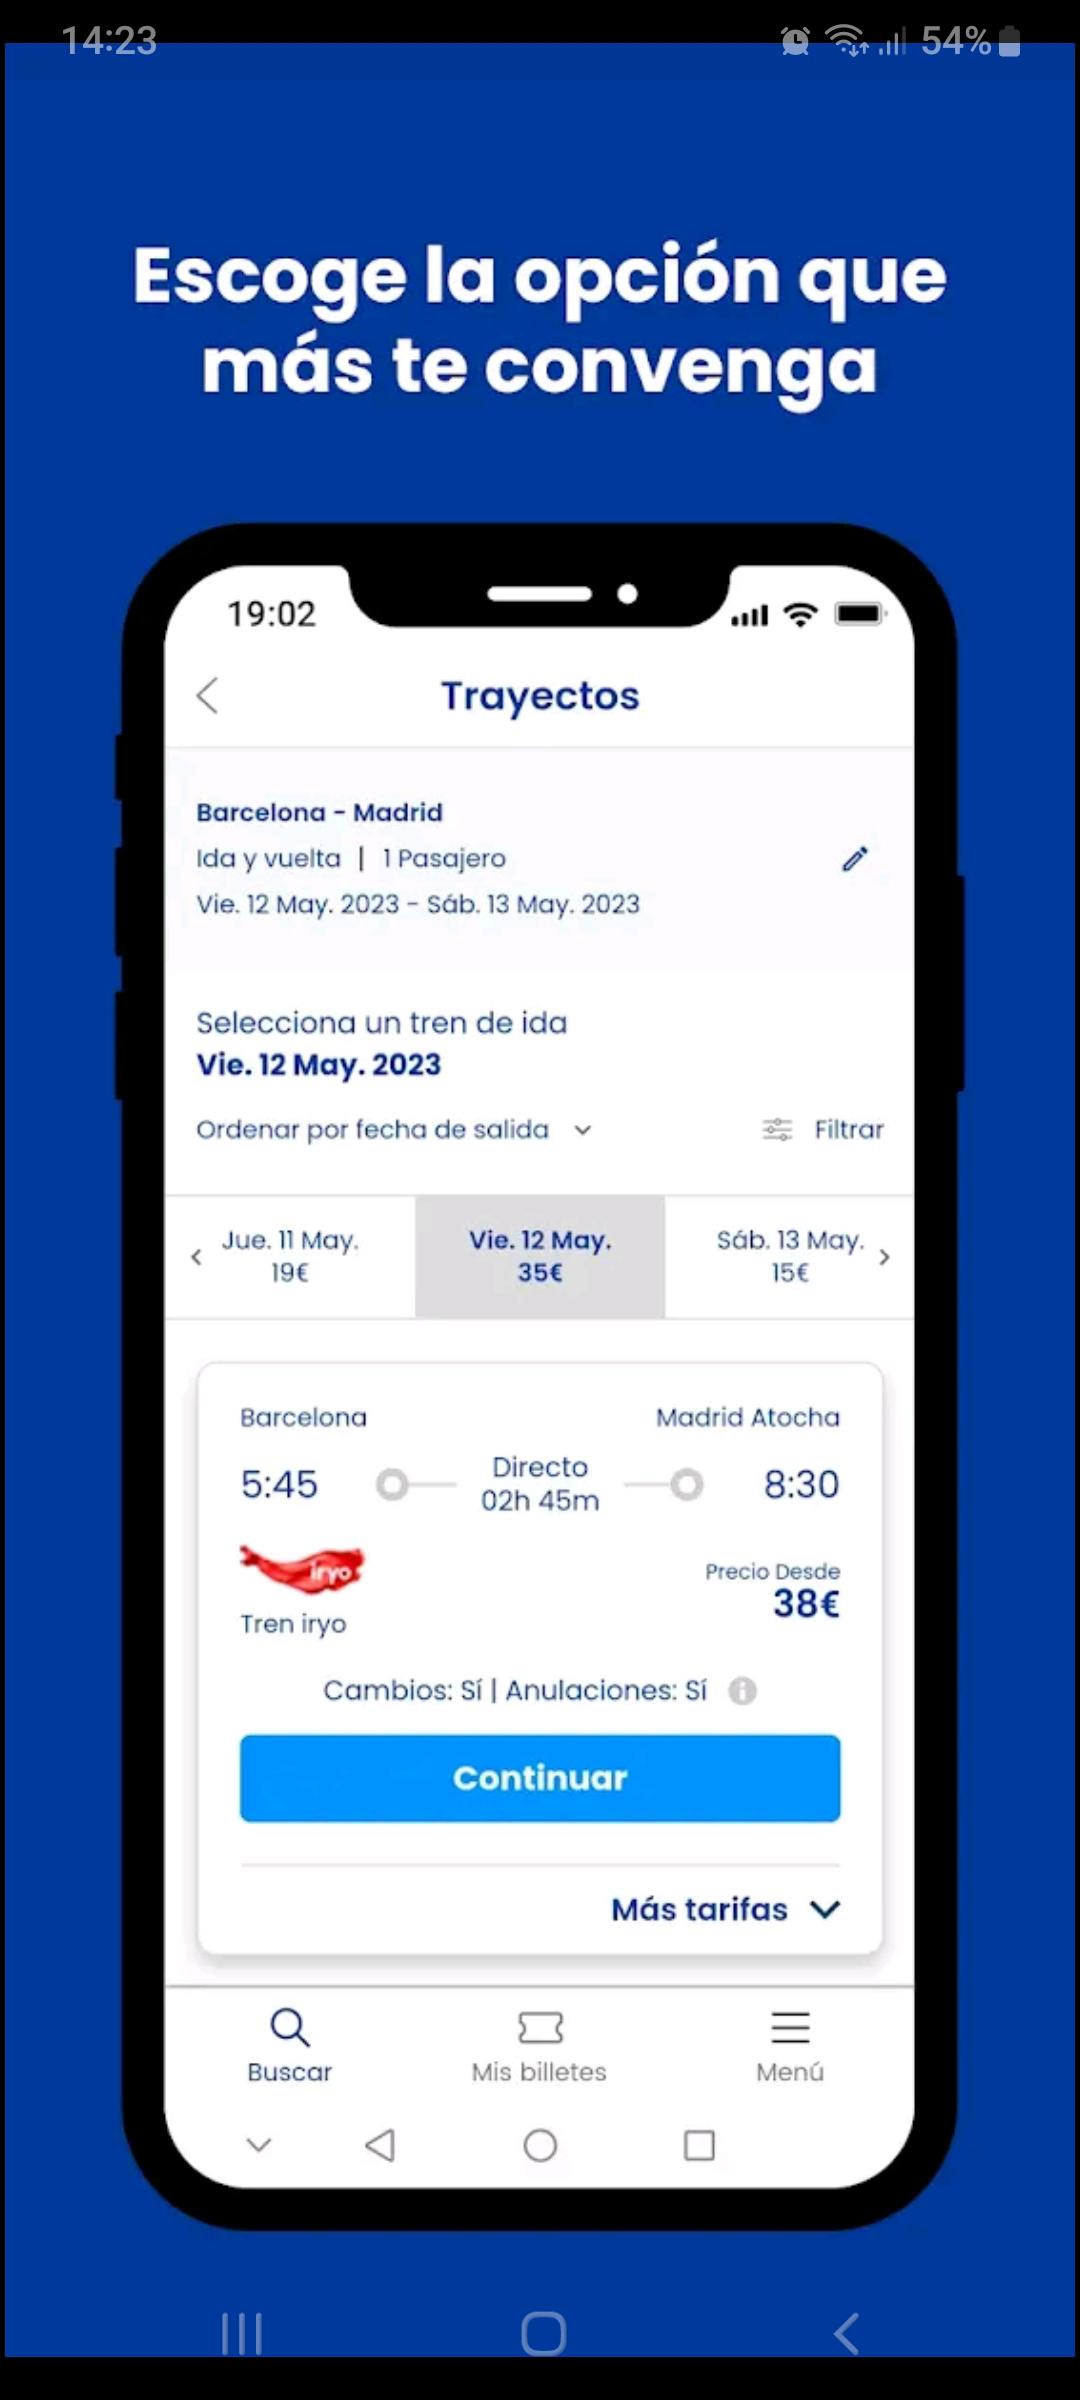 14:23
54%
Escoge la opción que
más te convenga
19:02
Trayectos
Barcelona - Madrid
Ida y vuelta | 1 Pasajero
Vie. 12 May. 2023 - Sáb. 13 May. 2023
Selecciona un tren de ida
Vie. 12 May. 2023
Ordenar por fecha de salida
Filtrar
Jue. 11 May.
19€
Vie. 12 May.
35€
Sáb. 13 May.
15€
Barcelona
Madrid Atocha
5:45
Directo
02h 45m
8:30
iryo
Tren iryo
Precio Desde
38€
Cambios: Sí | Anulaciones: Sí
Continuar
Más tarifas
Buscar
Mis billetes
Menú